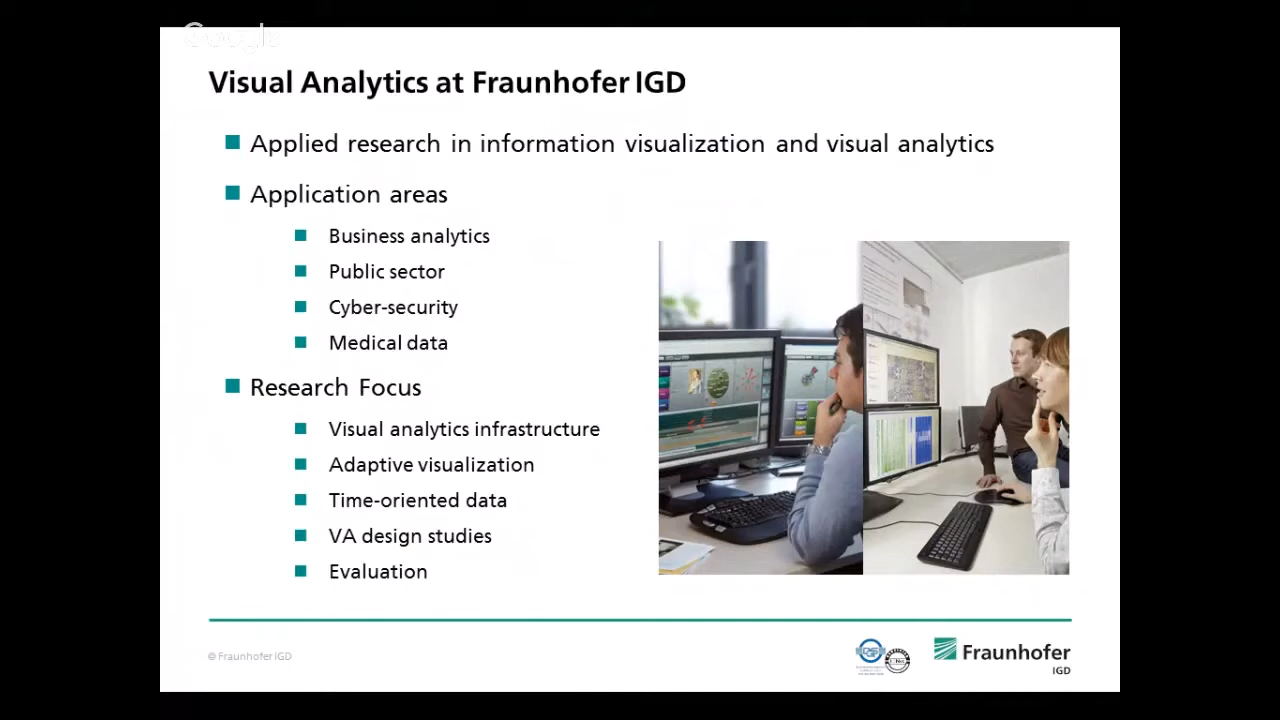 Google
Visual Analytics at Fraunhofer IGD
Applied research in information visualization and visual analytics
Application areas
Business analytics
Public sector
Cyber-security
Medical data
Research Focus
Visual analytics infrastructure
Adaptive visualization
Time-oriented data
VA design studies
Evaluation
© Fraunhofer IGD
Fraunhofer
IGD